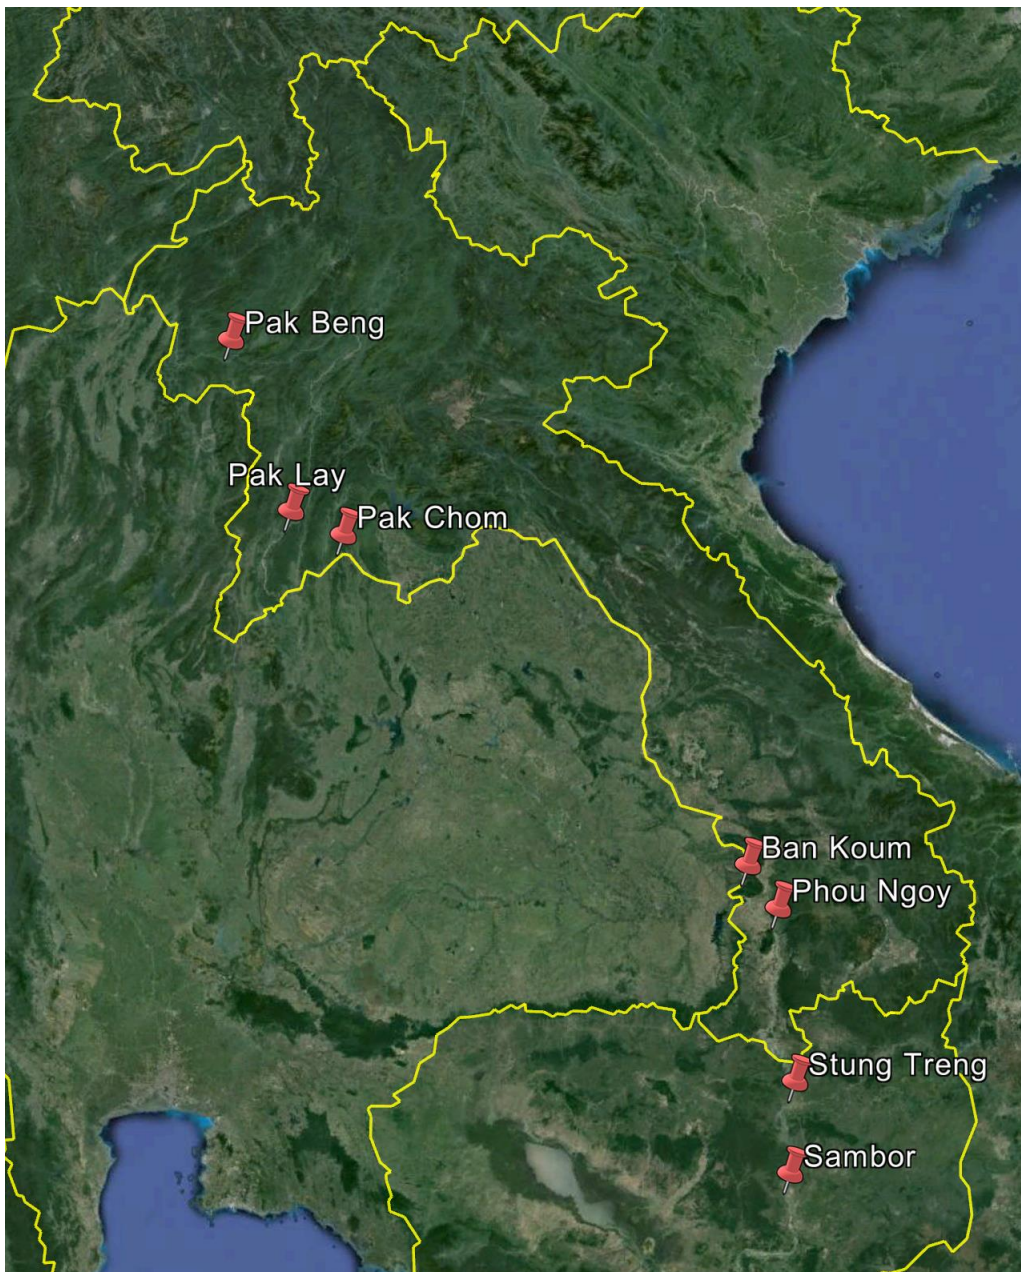 Pak Beng
Pak Lay
Pak Chom
Ban Koum
Phou Ngoy
Stung Treng
Sambor